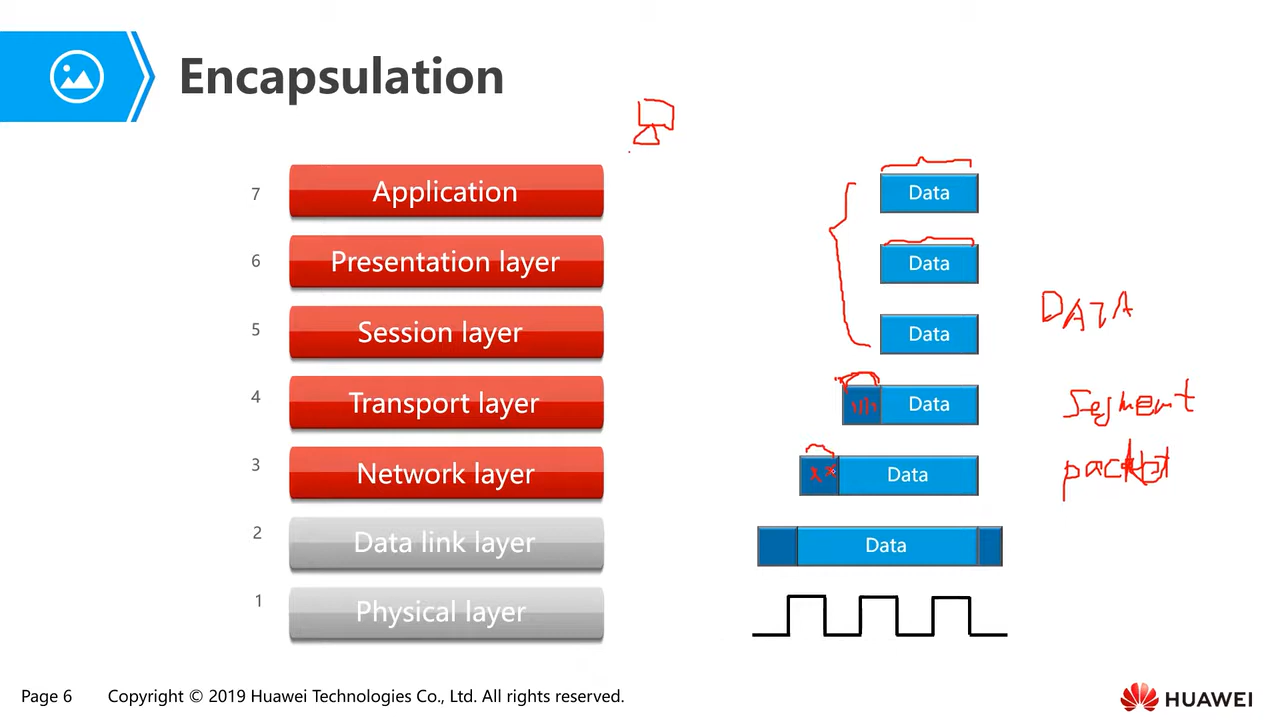 Encapsulation
7 Application Data
6 Presentation layer Data
5 Session layer Data
DATA
4 Transport layer Data Segment
3 Network layer Data packet
2 Data link layer Data
1 Physical layer
Page 6 Copyright © 2019 Huawei Technologies Co., Ltd. All rights reserved.
HUAWEI